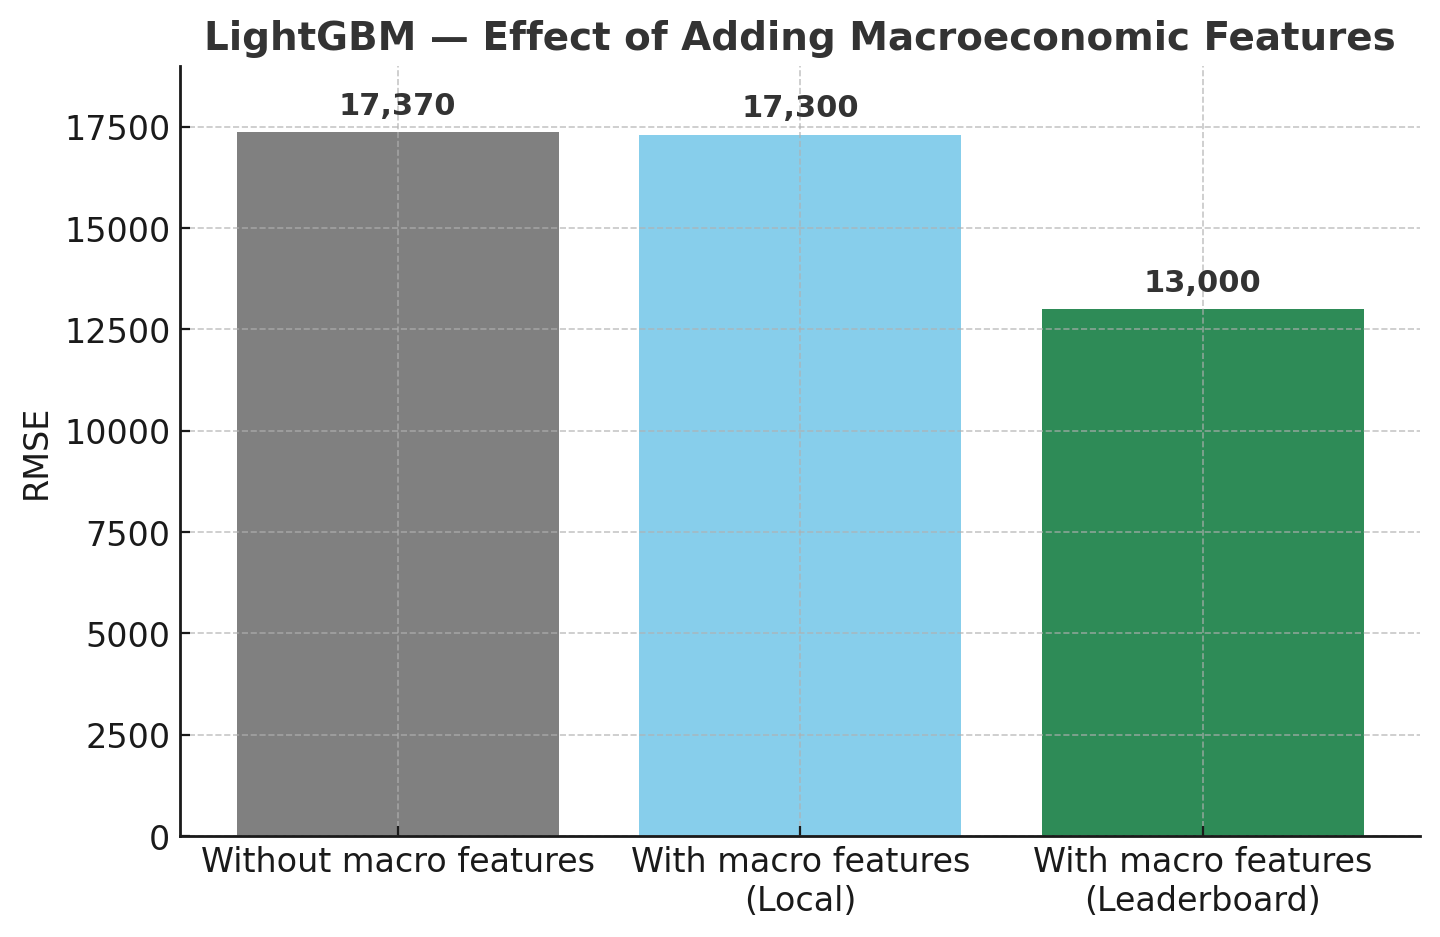 LightGBM — Effect of Adding Macroeconomic Features
17,370
17,300
13,000
17500
15000
12500
10000
7500
5000
2500
0
RMSE
Without macro features
With macro features
(Local)
With macro features
(Leaderboard)